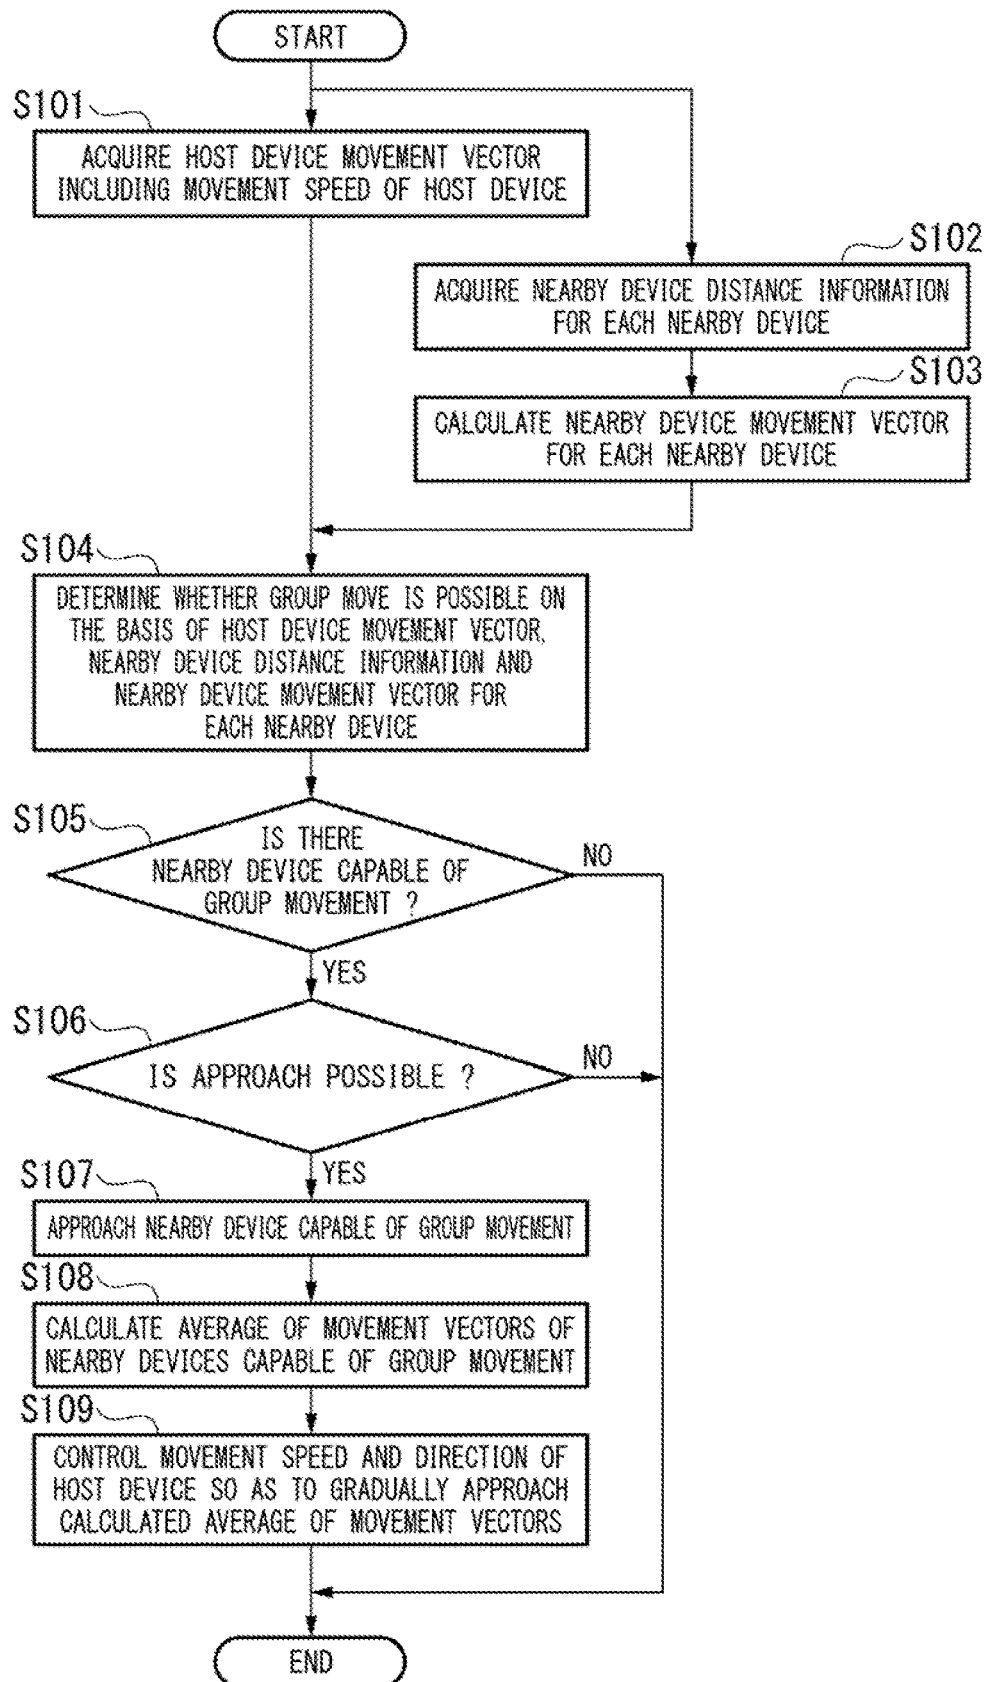 START
S101
ACQUIRE HOST DEVICE MOVEMENT VECTOR
INCLUDING MOVEMENT SPEED OF HOST DEVICE
S102
ACQUIRE NEARBY DEVICE DISTANCE INFORMATION
FOR EACH NEARBY DEVICE
S103
CALCULATE NEARBY DEVICE MOVEMENT VECTOR
FOR EACH NEARBY DEVICE
S104
DETERMINE WHETHER GROUP MOVE IS POSSIBLE ON
THE BASIS OF HOST DEVICE MOVEMENT VECTOR,
NEARBY DEVICE DISTANCE INFORMATION AND
NEARBY DEVICE MOVEMENT VECTOR FOR
EACH NEARBY DEVICE
S105
IS THERE
NEARBY DEVICE CAPABLE OF
GROUP MOVEMENT ?
NO
YES
S106
IS APPROACH POSSIBLE ?
NO
YES
S107
APPROACH NEARBY DEVICE CAPABLE OF GROUP MOVEMENT
S108
CALCULATE AVERAGE OF MOVEMENT VECTORS OF
NEARBY DEVICES CAPABLE OF GROUP MOVEMENT
S109
CONTROL MOVEMENT SPEED AND DIRECTION OF
HOST DEVICE SO AS TO GRADUALLY APPROACH
CALCULATED AVERAGE OF MOVEMENT VECTORS
END